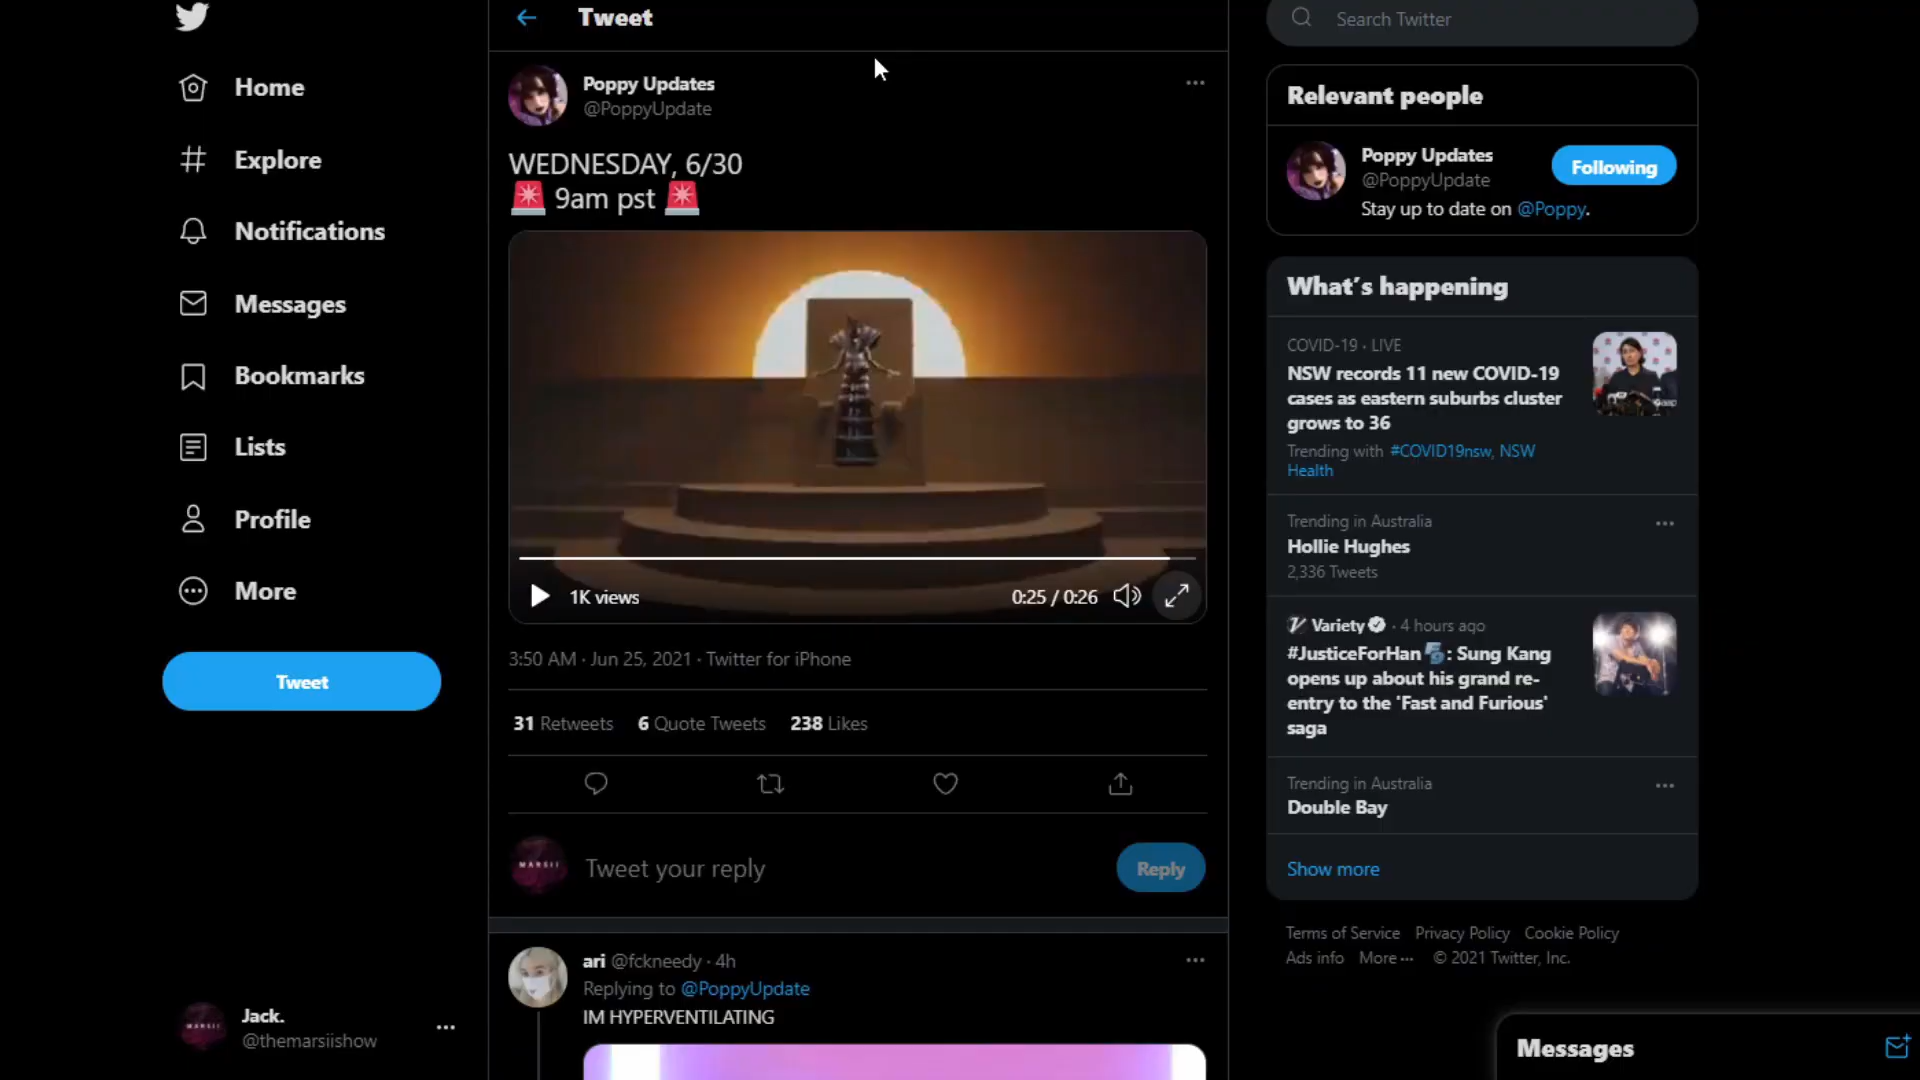 Home
Explore
Notifications
Messages
Bookmarks
Lists
Profile
More
Tweet
Jack.
@themarsiishow
Tweet
Poppy Updates
@PoppyUpdate
WEDNESDAY, 6/30
🚨 9am pst 🚨
1K views
0:25 / 0:26
3:50 AM · Jun 25, 2021 · Twitter for iPhone
31 Retweets 6 Quote Tweets 238 Likes
MARSII
Tweet your reply
Reply
ari @fckneedy · 4h
Replying to @PoppyUpdate
IM HYPERVENTILATING
Search Twitter
Relevant people
Poppy Updates
@PoppyUpdate
Following
Stay up to date on @Poppy.
What's happening
COVID-19 · LIVE
NSW records 11 new COVID-19
cases as eastern suburbs cluster
grows to 36
Trending with #COVID19nsw, NSW
Health
Trending in Australia
Hollie Hughes
2,336 Tweets
Variety · 4 hours ago
#JusticeForHan : Sung Kang
opens up about his grand re-
entry to the 'Fast and Furious'
saga
Trending in Australia
Double Bay
Show more
Terms of Service Privacy Policy Cookie Policy
Ads info More ··· © 2021 Twitter, Inc.
Messages